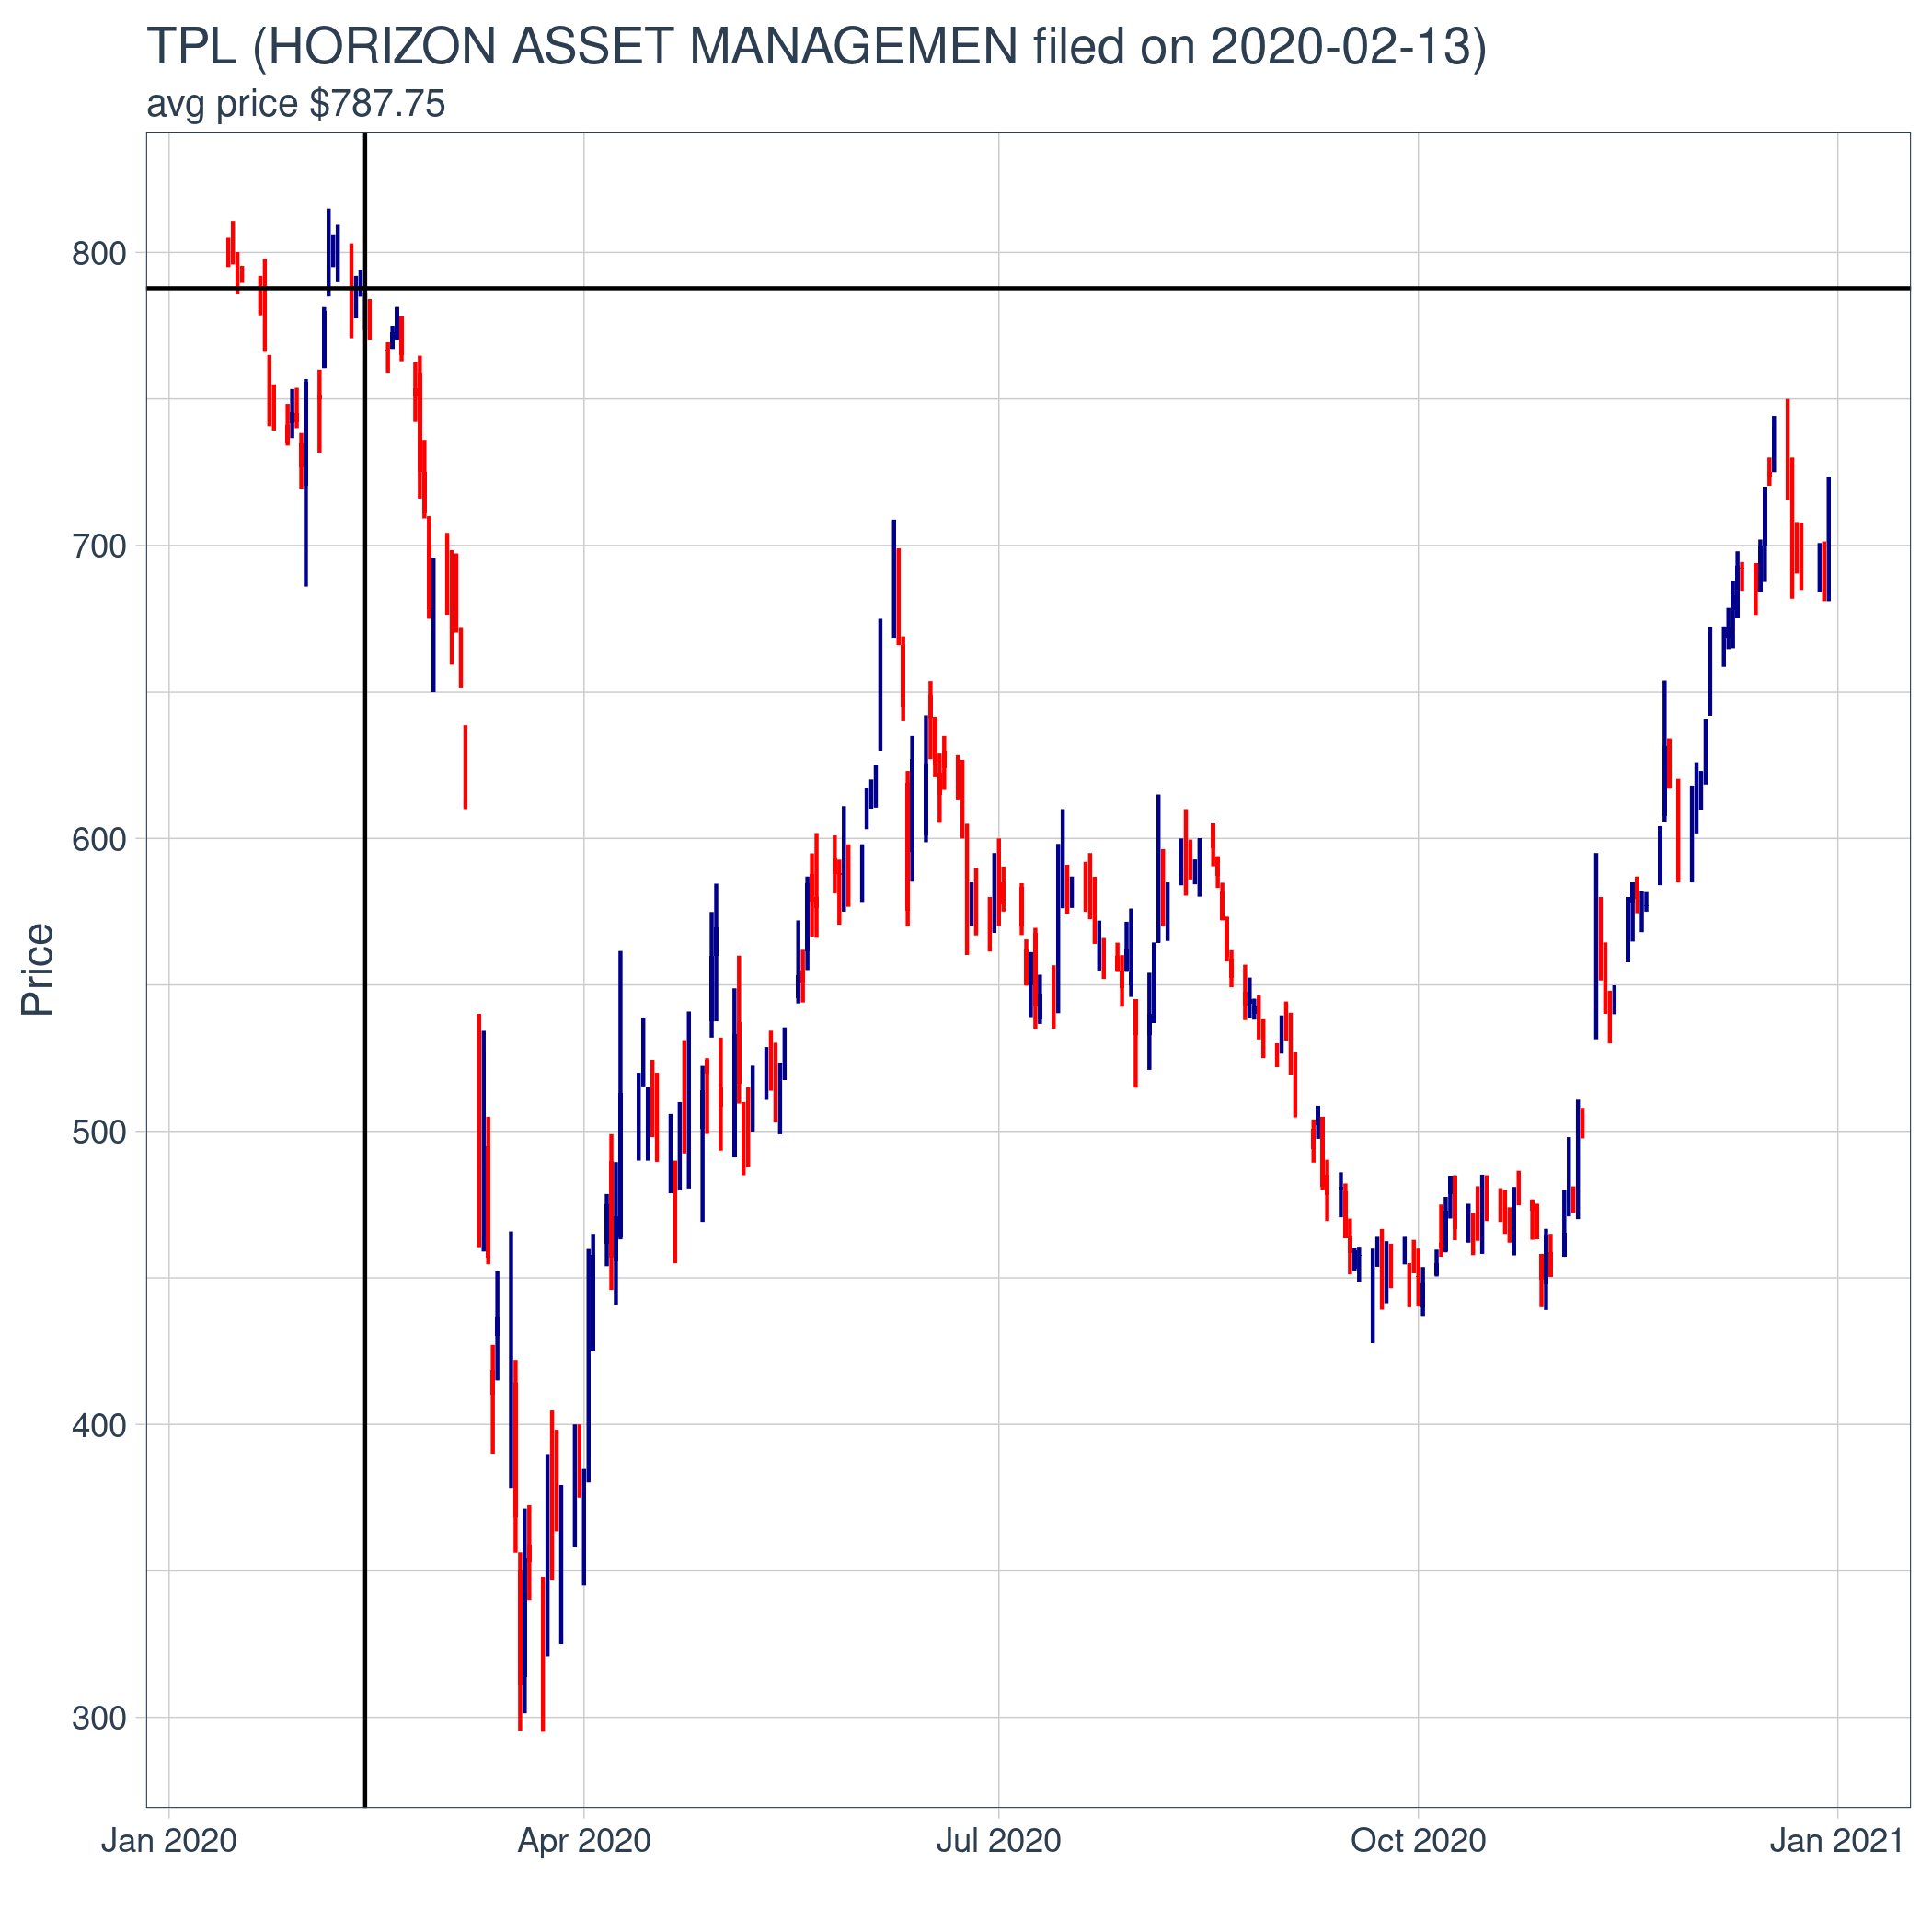 TPL (HORIZON ASSET MANAGEMEN filed on 2020-02-13)
avg price $787.75
800
700
600
500
400
300
Price
Jan 2020
Apr 2020
Jul 2020
Oct 2020
Jan 2021